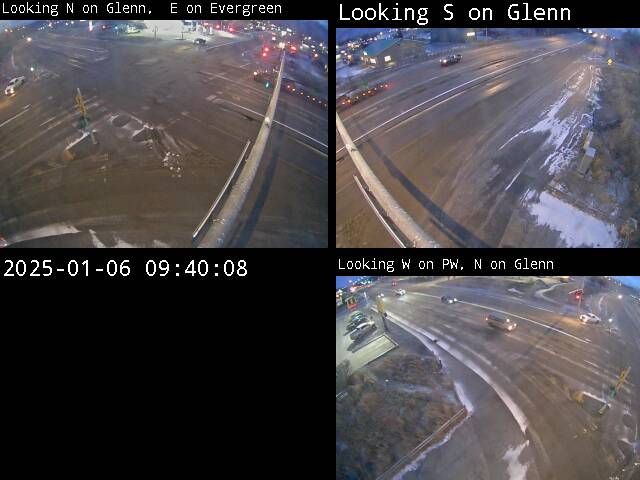 Looking N on Glenn,  E on Evergreen
Looking S on Glenn
2025-01-06 09:40:08
Looking W on PW, N on Glenn